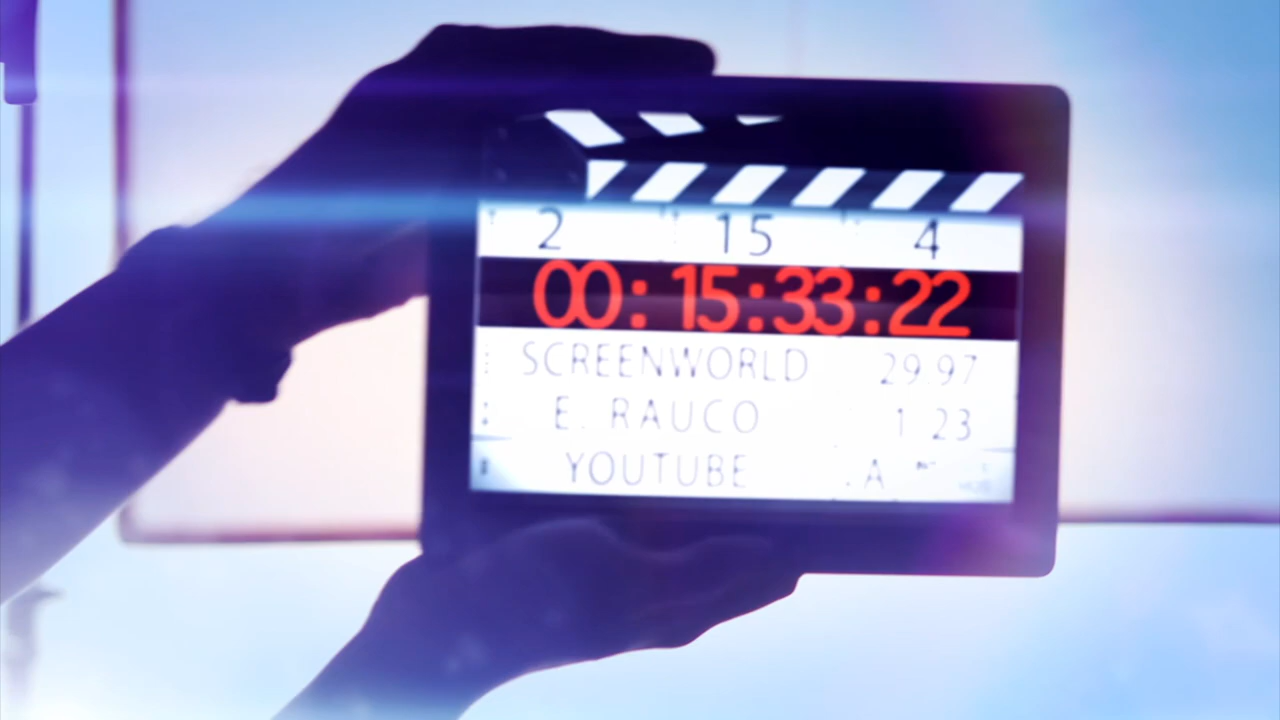 2 15 4
00:15:33:22
SCREENWORLD 29.97
E. RAUCO 1 23
YOUTUBE A